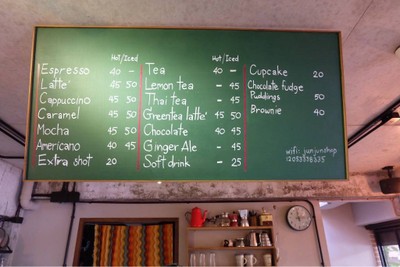 Hot/Iced
Espresso 40 -
Latte' 45 50
Cappuccino 45 50
Caramel 45 50
Mocha 45 50
Americano 40 45
Extra shot 20
Hot/Iced
Tea 40 -
Lemon tea - 45
Thai tea - 45
Greentea latte' 45 50
Chocolate 40 45
Ginger Ale - 45
Soft drink - 25
Cupcake 20
Chocolate fudge
Puddings 50
Brownie 40
wifi: junjunshop